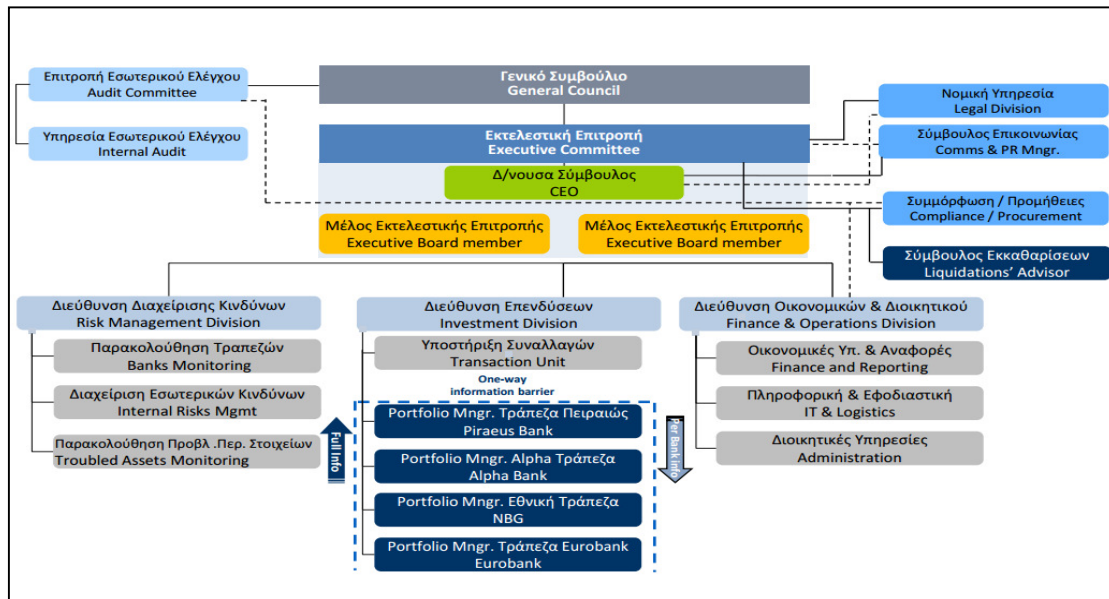 Επιτροπή Εσωτερικού Ελέγχου
Audit Committee
Υπηρεσία Εσωτερικού Ελέγχου
Internal Audit
Γενικό Συμβούλιο
General Council
Εκτελεστική Επιτροπή
Executive Committee
Δ/νουσα Σύμβουλος
CEO
Μέλος Εκτελεστικής Επιτροπής
Executive Board member
Μέλος Εκτελεστικής Επιτροπής
Executive Board member
Νομική Υπηρεσία
Legal Division
Σύμβουλος Επικοινωνίας
Comms & PR Mngr.
Συμμόρφωση / Προμήθειες
Compliance / Procurement
Σύμβουλος Εκκαθαρίσεων
Liquidations' Advisor
Διεύθυνση Διαχείρισης Κινδύνων
Risk Management Division
Παρακολούθηση Τραπεζών
Banks Monitoring
Διαχείριση Εσωτερικών Κινδύνων
Internal Risks Mgmt
Παρακολούθηση Προβλ .Περ. Στοιχείων
Troubled Assets Monitoring
Διεύθυνση Επενδύσεων
Investment Division
Υποστήριξη Συναλλαγών
Transaction Unit
One-way
information barrier
Full Info
Portfolio Mngr. Τράπεζα Πειραιώς
Piraeus Bank
Portfolio Mngr. Alpha Τράπεζα
Alpha Bank
Portfolio Mngr. Εθνική Τράπεζα
NBG
Portfolio Mngr. Τράπεζα Eurobank
Eurobank
Per Bank info
Διεύθυνση Οικονομικών & Διοικητικού
Finance & Operations Division
Οικονομικές Υπ. & Αναφορές
Finance and Reporting
Πληροφορική & Εφοδιαστική
IT & Logistics
Διοικητικές Υπηρεσίες
Administration